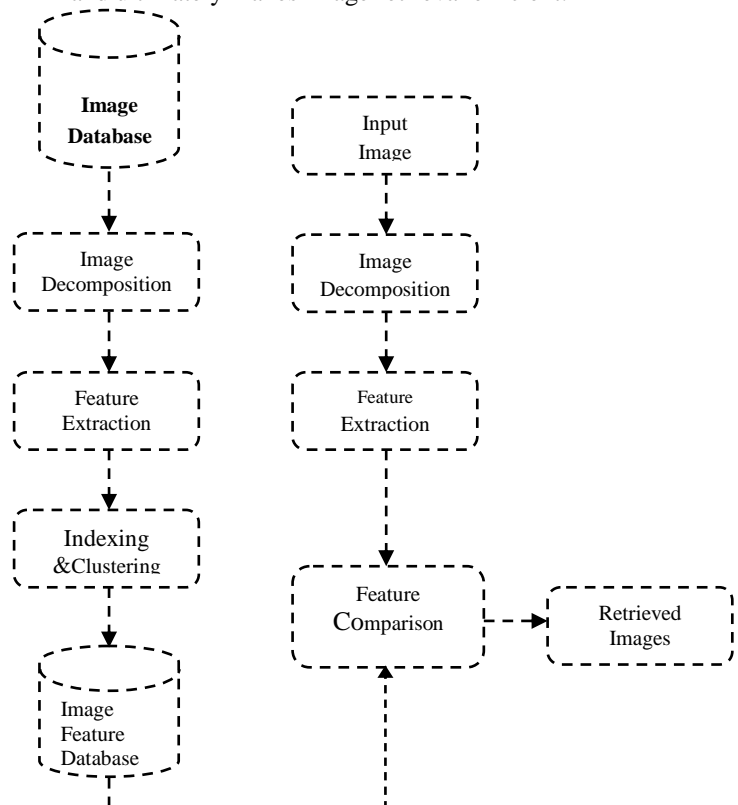 Image
Database
Image
Decomposition
Feature
Extraction
Indexing
&Clustering
Image
Feature
Database
Input
Image
Image
Decomposition
Feature
Extraction
Feature
Comparison
Retrieved
Images